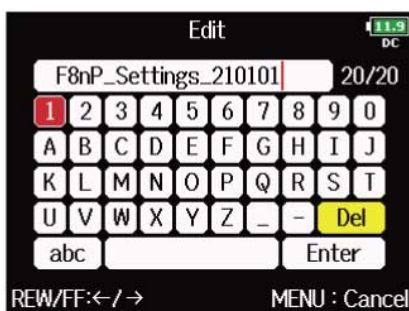 Edit
11.9
DC
F8nP_Settings_210101 20/20
1 2 3 4 5 6 7 8 9 0
A B C D E F G H I J
K L M N O P Q R S T
U V W X Y Z _ - Del
abc Enter
REW/FF:←/→ MENU : Cancel